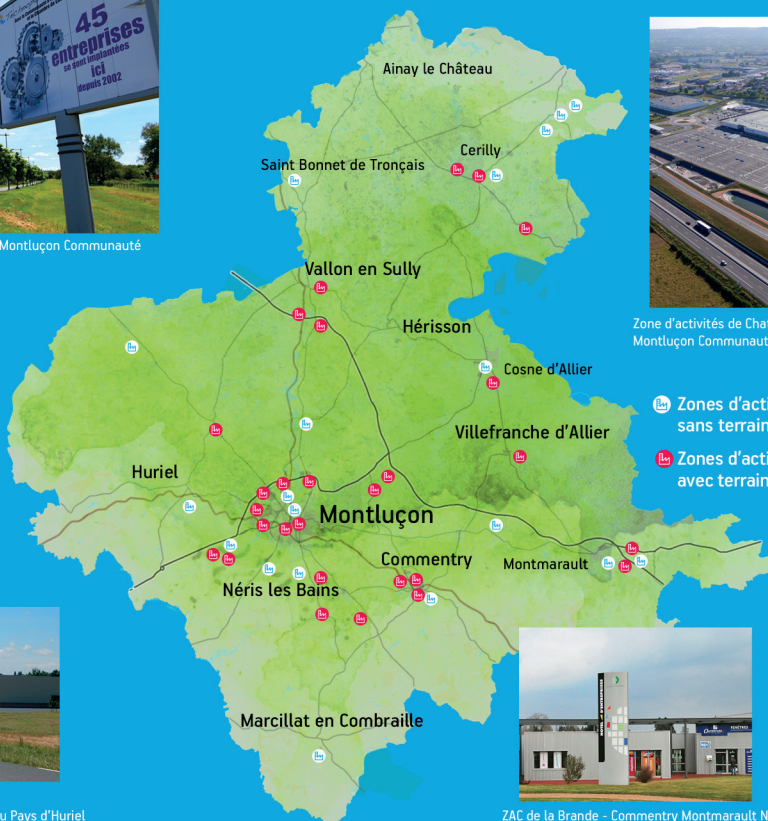 45
entreprises
se sont implantées
ici
depuis 2002
Montluçon Communauté
Ainay le Château
Cerilly
Saint Bonnet de Tronçais
Vallon en Sully
Hérisson
Cosne d'Allier
Villefranche d'Allier
Huriel
Montluçon
Commentry
Montmarault
Néris les Bains
Marcillat en Combraille
Zone d'activités de Chat
Montluçon Communaut
Zones d'acti
sans terrain
Zones d'acti
avec terrain
u Pays d'Huriel
ZAC de la Brande - Commentry Montmarault N